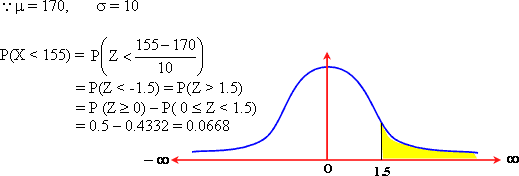 ∵ μ = 170, σ = 10
P(X < 155) = P(Z < (155 – 170)/10)
= P(Z < -1.5) = P(Z > 1.5)
= P (Z ≥ 0) – P( 0 ≤ Z < 1.5)
= 0.5 – 0.4332 = 0.0668
– ∞ 0 1.5 ∞